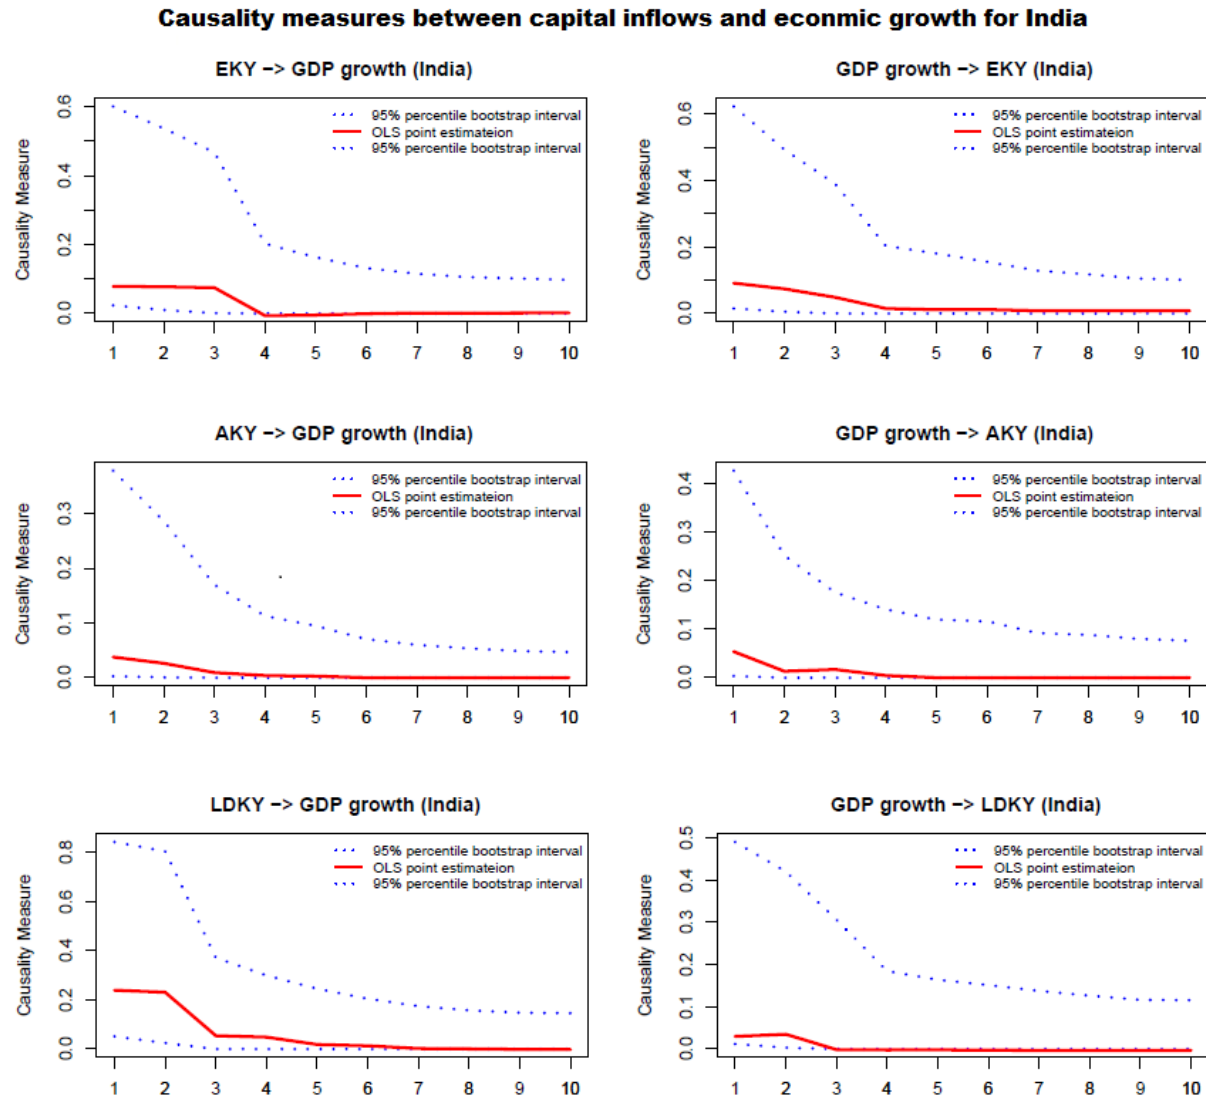 Causality measures between capital inflows and econmic growth for India
EKY −> GDP growth (India)
95% percentile bootstrap interval
OLS point estimateion
95% percentile bootstrap interval
Causality Measure
0.6
0.4
0.2
0.0
1 2 3 4 5 6 7 8 9 10
GDP growth −> EKY (India)
95% percentile bootstrap interval
OLS point estimateion
95% percentile bootstrap interval
Causality Measure
0.6
0.4
0.2
0.0
1 2 3 4 5 6 7 8 9 10
AKY −> GDP growth (India)
95% percentile bootstrap interval
OLS point estimateion
95% percentile bootstrap interval
Causality Measure
0.3
0.2
0.1
0.0
1 2 3 4 5 6 7 8 9 10
GDP growth −> AKY (India)
95% percentile bootstrap interval
OLS point estimateion
95% percentile bootstrap interval
Causality Measure
0.4
0.3
0.2
0.1
0.0
1 2 3 4 5 6 7 8 9 10
LDKY −> GDP growth (India)
95% percentile bootstrap interval
OLS point estimateion
95% percentile bootstrap interval
Causality Measure
0.8
0.6
0.4
0.2
0.0
1 2 3 4 5 6 7 8 9 10
GDP growth −> LDKY (India)
95% percentile bootstrap interval
OLS point estimateion
95% percentile bootstrap interval
Causality Measure
0.5
0.4
0.3
0.2
0.1
0.0
1 2 3 4 5 6 7 8 9 10